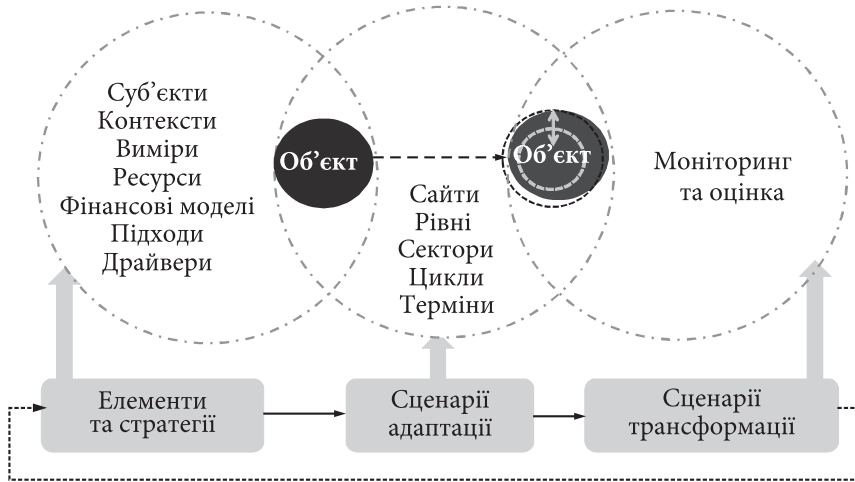 Суб’єкти
Контексти
Виміри
Ресурси
Фінансові моделі
Підходи
Драйвери
Об’єкт
Сайти
Рівні
Сектори
Цикли
Терміни
Об’єкт
Моніторинг
та оцінка
Елементи
та стратегії
Сценарії
адаптації
Сценарії
трансформації